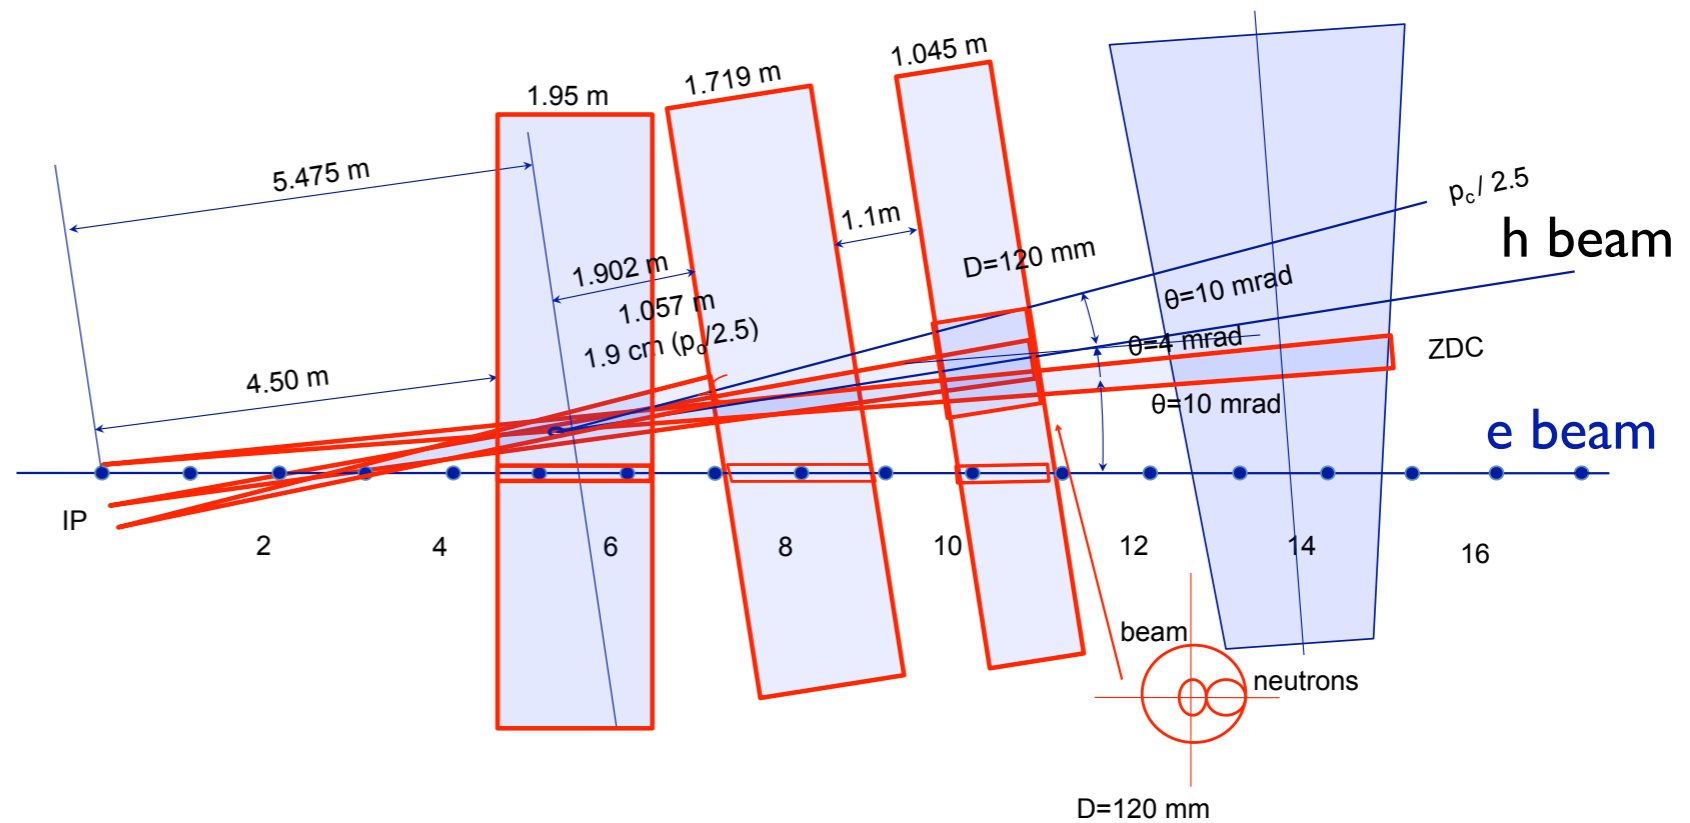 1.045 m
1.719 m
1.95 m
5.475 m
p_c / 2.5
1.1m
h beam
D=120 mm
1.902 m
θ=10 mrad
1.057 m
1.9 cm (p_o/2.5)
θ=4 mrad
ZDC
4.50 m
θ=10 mrad
e beam
IP
2
4
6
8
10
12
14
16
beam
neutrons
D=120 mm